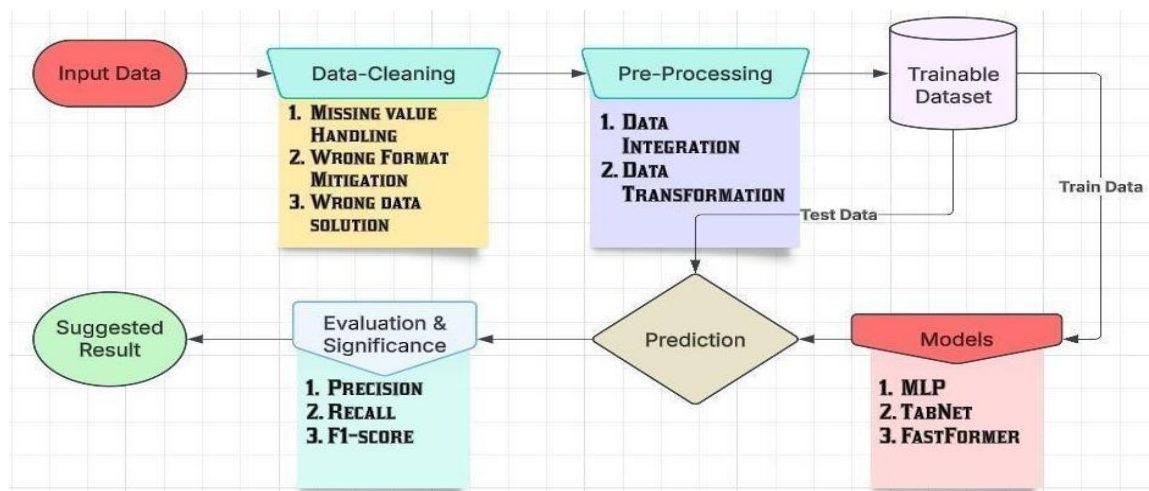 Input Data
Data-Cleaning
1. MISSING VALUE
HANDLING
2. WRONG FORMAT
MITIGATION
3. WRONG DATA
SOLUTION
Pre-Processing
1. DATA
INTEGRATION
2. DATA
TRANSFORMATION
Trainable
Dataset
Train Data
Test Data
Models
1. MLP
2. TABNET
3. FASTFORMER
Prediction
Evaluation &
Significance
1. PRECISION
2. RECALL
3. F1-SCORE
Suggested
Result